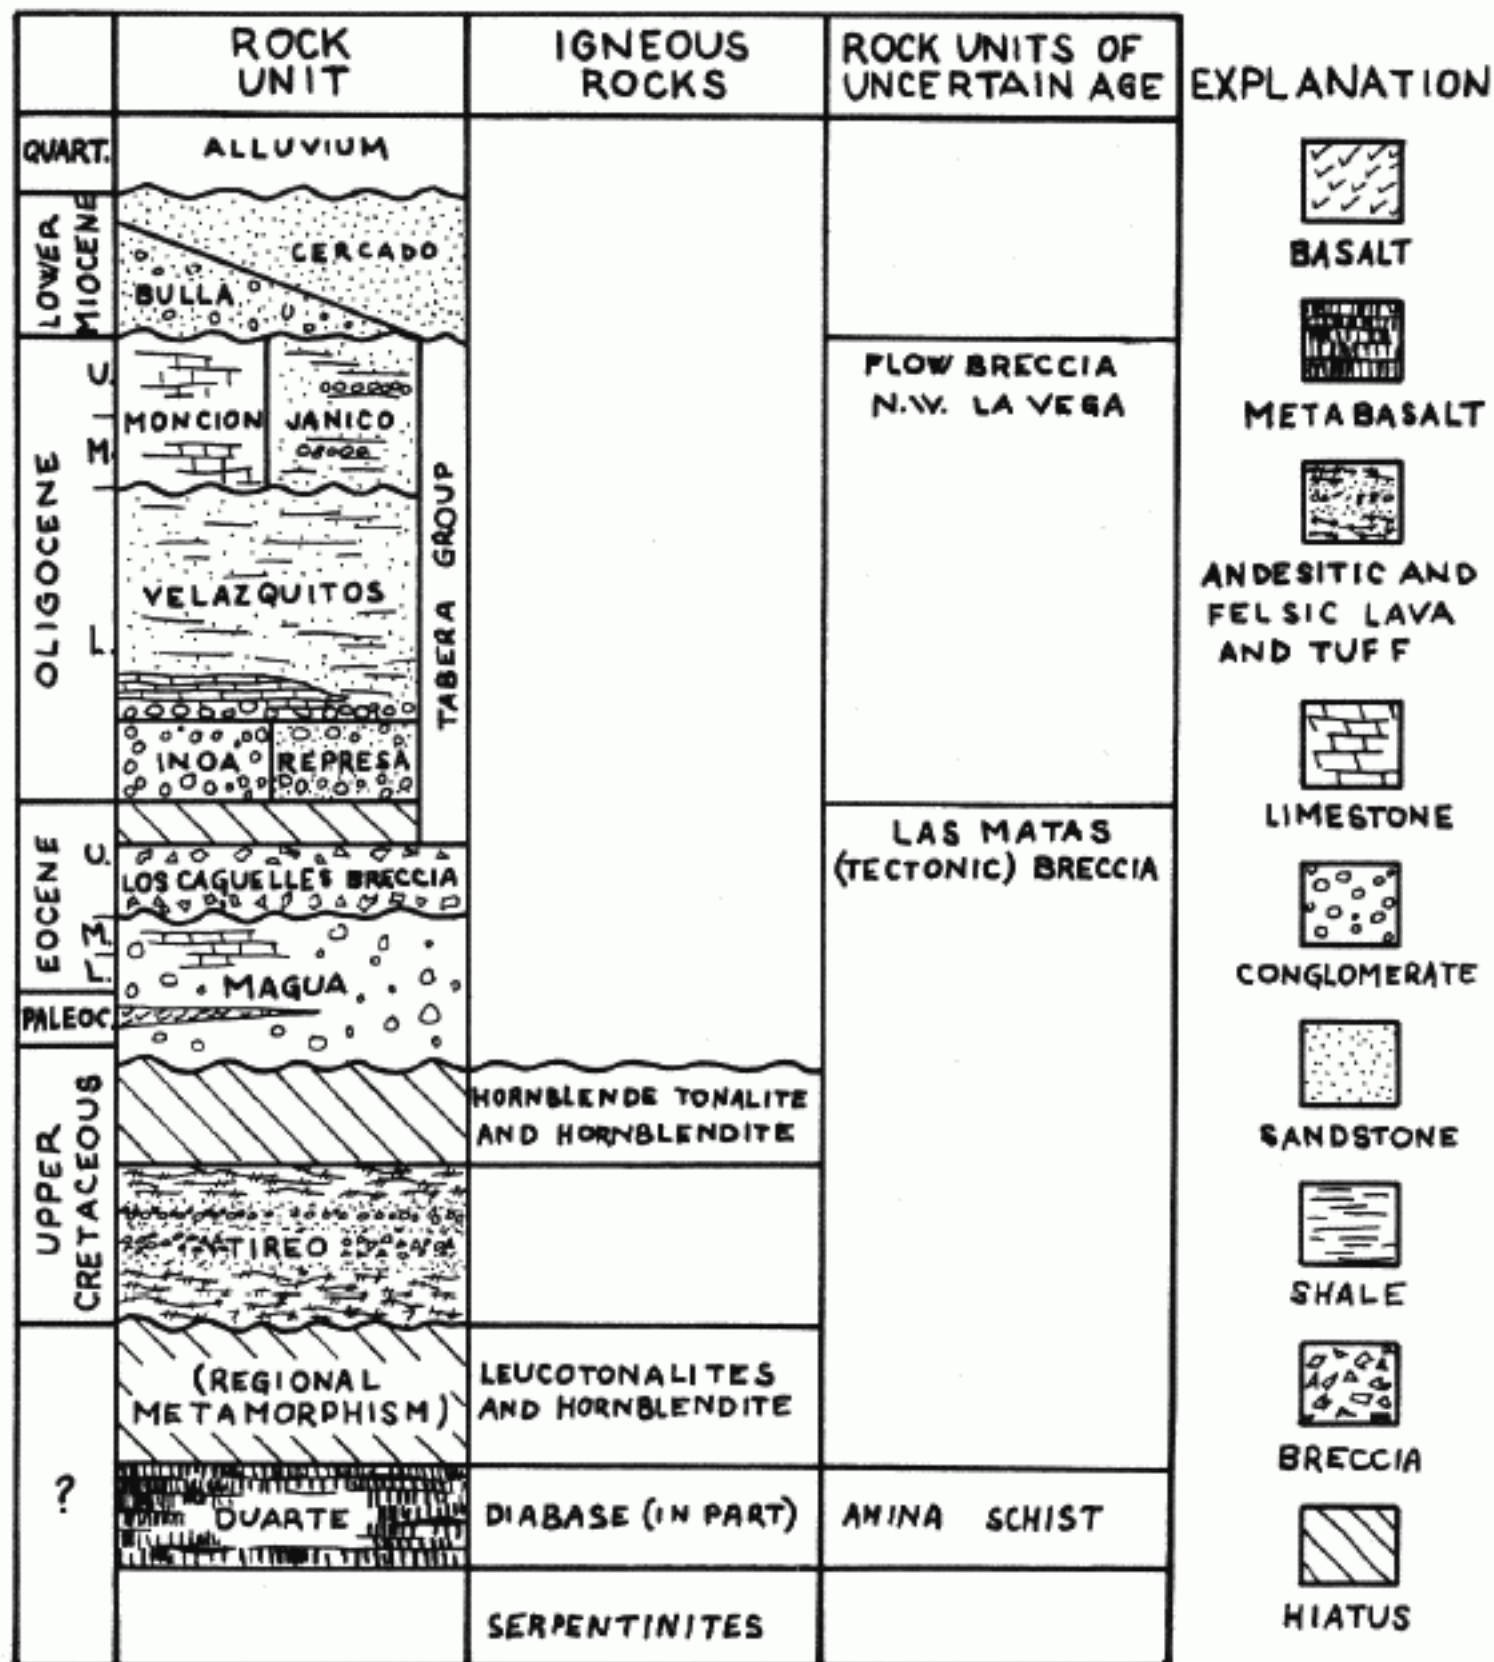 ROCK UNIT
IGNEOUS ROCKS
ROCK UNITS OF UNCERTAIN AGE
EXPLANATION
QUART.
ALLUVIUM
LOWER MIOCENE
CERCADO
BULLA
OLIGOCENE
U.
M.
L.
MONCION
JANICO
VELAZQUITOS
INOA
REPRESA
TABERA GROUP
FLOW BRECCIA
N.W. LA VEGA
EOCENE
U.
M.
L.
LOS CAGUELLES BRECCIA
LAS MATAS
(TECTONIC) BRECCIA
MAGUA
PALEOC.
UPPER CRETACEOUS
HORNBLENDE TONALITE
AND HORNBLENDITE
TIREO
?
(REGIONAL
METAMORPHISM)
LEUCOTONALITES
AND HORNBLENDITE
DUARTE
DIABASE (IN PART)
AMINA SCHIST
SERPENTINITES
BASALT
METABASALT
ANDESITIC AND
FELSIC LAVA
AND TUFF
LIMESTONE
CONGLOMERATE
SANDSTONE
SHALE
BRECCIA
HIATUS